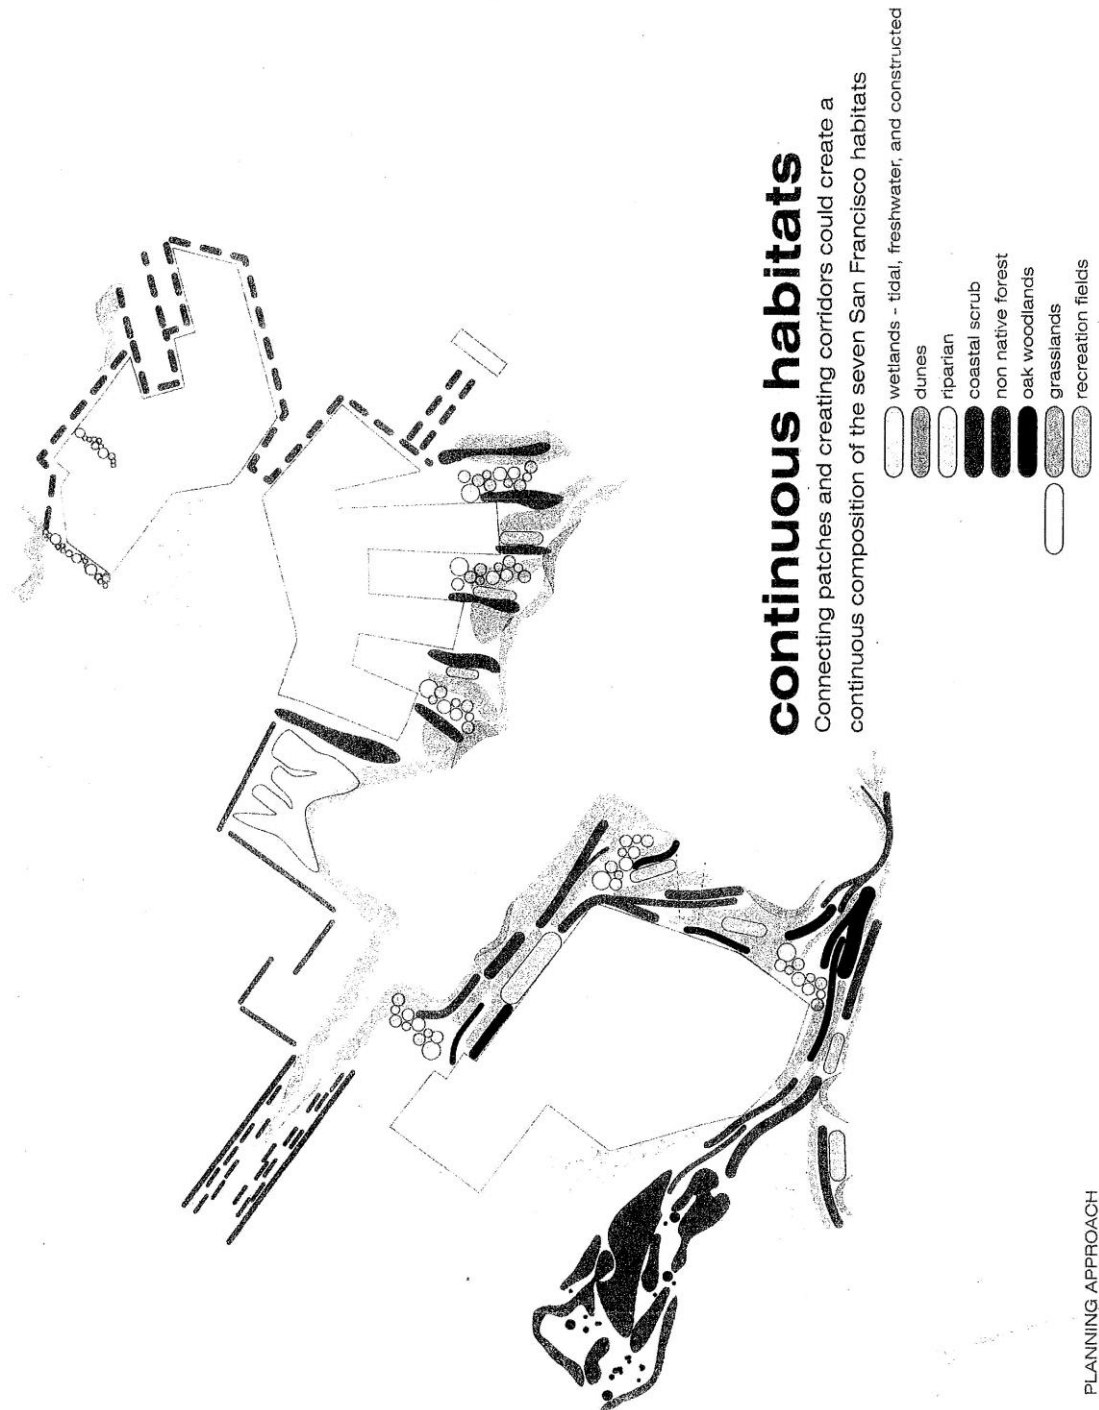 continuous habitats
Connecting patches and creating corridors could create a
continuous composition of the seven San Francisco habitats
wetlands - tidal, freshwater, and constructed
dunes
riparian
coastal scrub
non native forest
oak woodlands
grasslands
recreation fields
PLANNING APPROACH